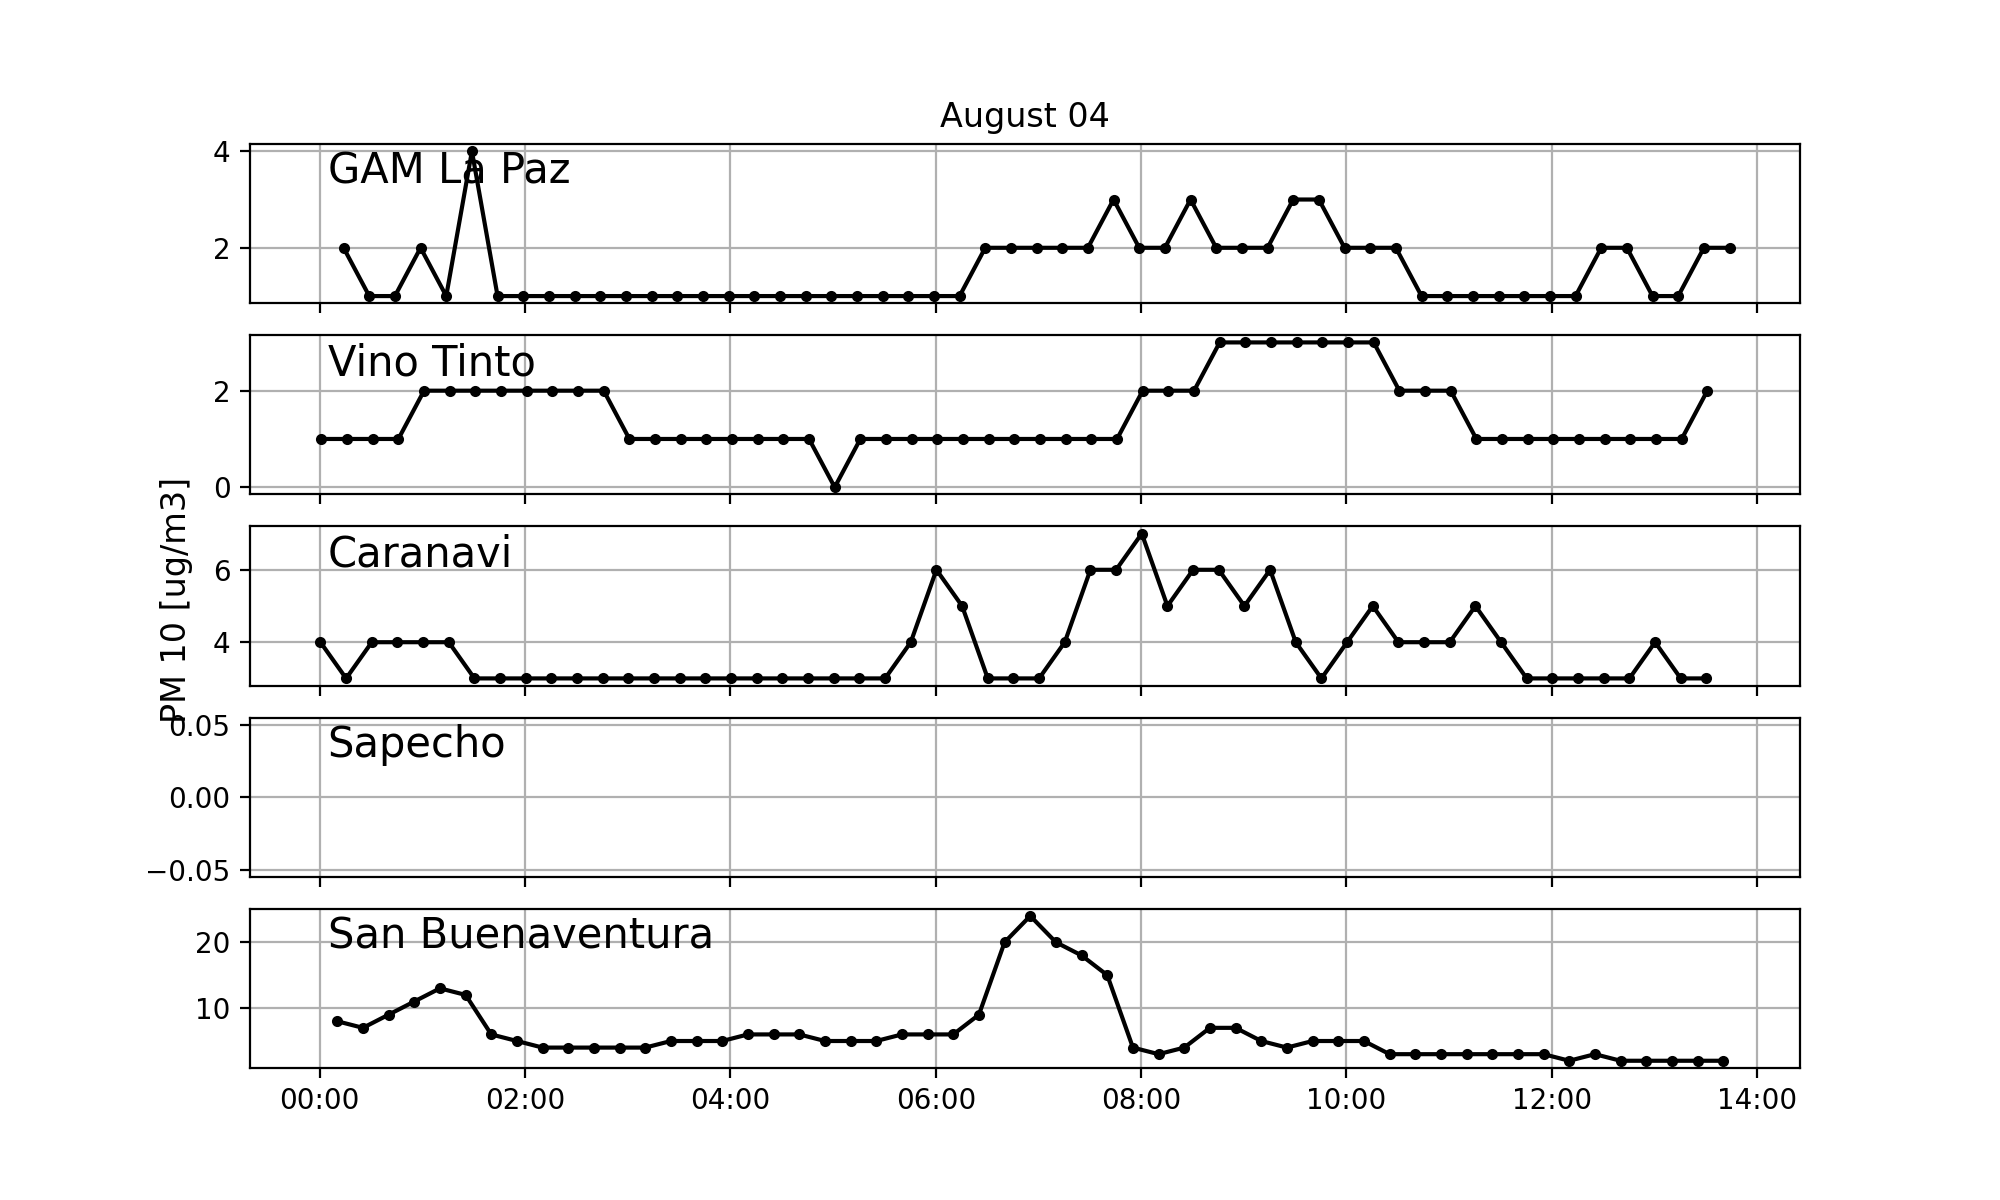 August 04
GAM La Paz
4
2
Vino Tinto
2
0
PM 10 [ug/m3]
Caranavi
6
4
Sapecho
0.05
0.00
−0.05
San Buenaventura
20
10
00:00 02:00 04:00 06:00 08:00 10:00 12:00 14:00